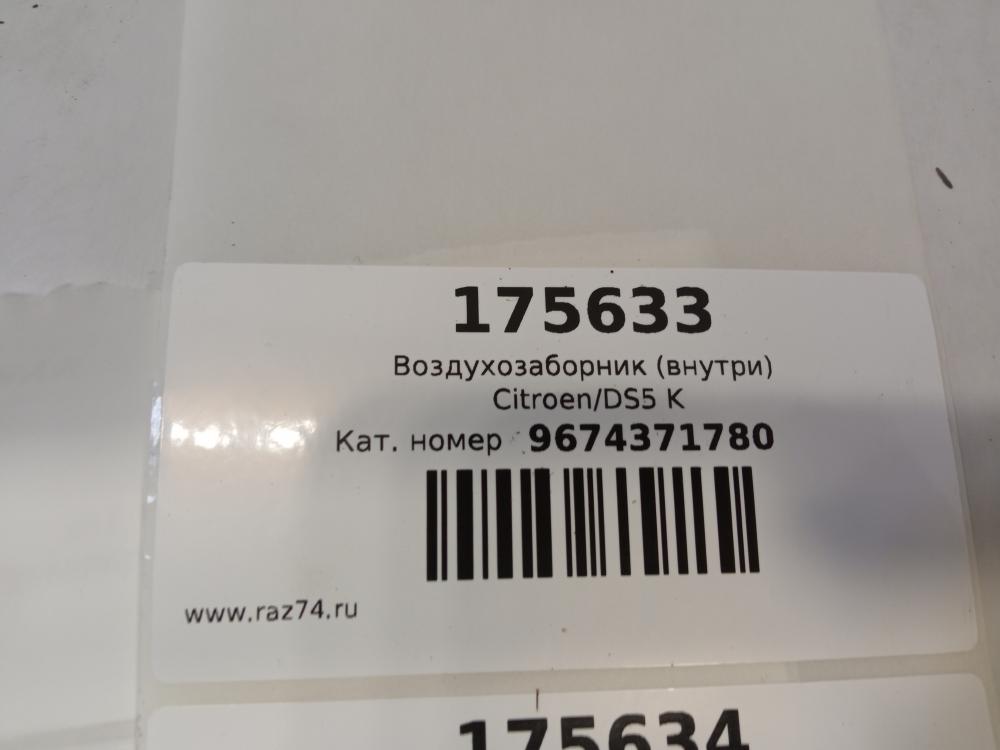 175633
Воздухозаборник (внутри)
Citroen/DS5 K
Кат. номер 9674371780
www.raz74.ru
175634